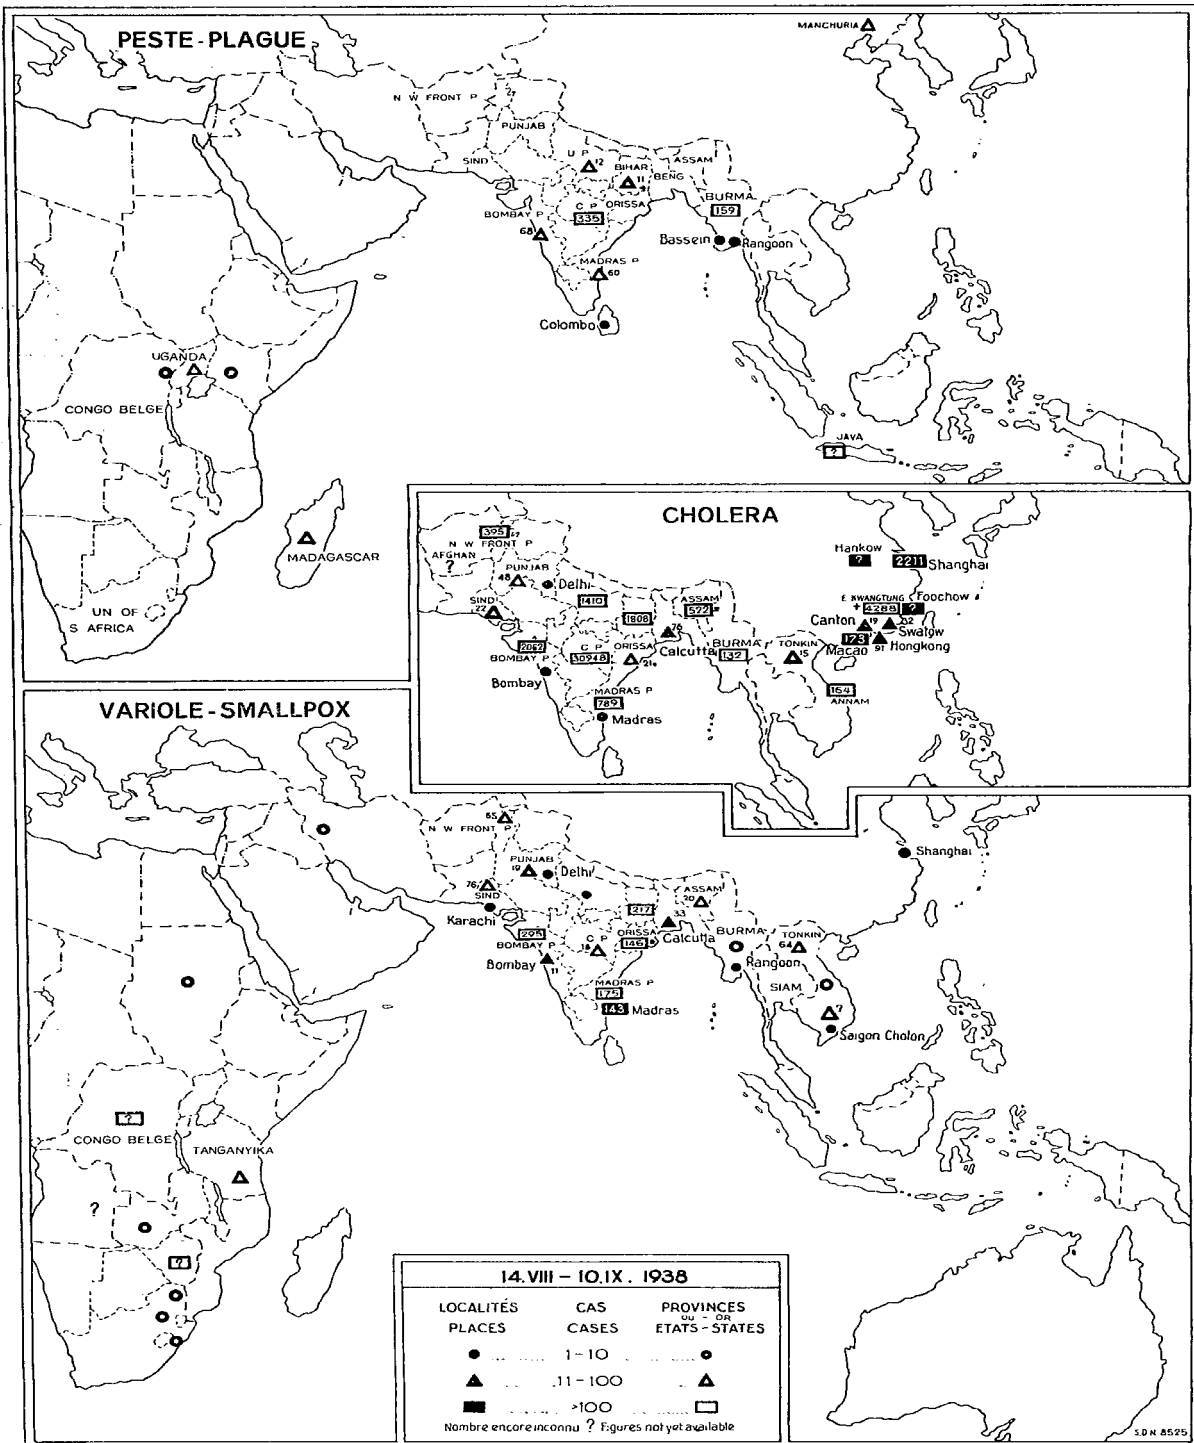 PESTE-PLAGUE
MANCHURIA
N W FRONT P
PUNJAB
SIND
U P
12
BIHAR
11
BENG
ASSAM
C P
335
ORISSA
BURMA
159
BOMBAY P
68
Bassein
Rangoon
MADRAS P
60
Colombo
UGANDA
CONGO BELGE
JAVA
?
MADAGASCAR
UN OF
S AFRICA
CHOLERA
395
N W FRONT P
AFGHAN
?
PUNJAB
48
Delhi
SIND
22
1410
1808
ASSAM
522
76
Calcutta
2062
BOMBAY P
C P
30948
ORISSA
21
Bombay
MADRAS P
789
Madras
BURMA
132
TONKIN
15
164
ANNAM
Hankow
?
2211
Shanghai
E KWANGTUNG
+ 4288
Foochow
?
Canton
19
Swatow
173
Macao
91
Hongkong
VARIOLE-SMALLPOX
65
N W FRONT P
PUNJAB
19
Delhi
76
SIND
Karachi
217
ASSAM
20
33
Calcutta
295
BOMBAY P
C P
ORISSA
146
Bombay
11
MADRAS P
175
143
Madras
BURMA
Rangoon
TONKIN
64
SIAM
7
Saigon Cholon
Shanghai
?
CONGO BELGE
TANGANYIKA
?
?
14.VIII – 10.IX. 1938
LOCALITÉS CAS PROVINCES
OU - OR
PLACES CASES ETATS-STATES
1-10
11-100
>100
Nombre encore inconnu ? Figures not yet available
S.D.N 8525